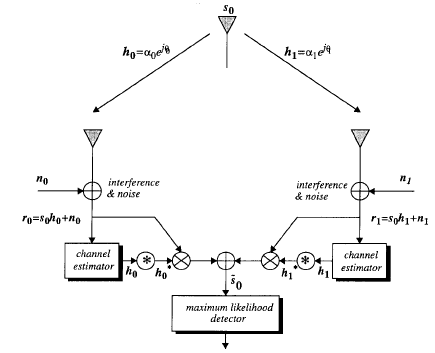 s₀
h₀=α₀e^jθ₀
h₁=α₁e^jθ₁
n₀
interference
& noise
interference
& noise
n₁
r₀=s₀h₀+n₀
r₁=s₀h₁+n₁
channel
estimator
h₀
*
h₀*
s̃₀
h₁*
*
h₁
channel
estimator
maximum likelihood
detector